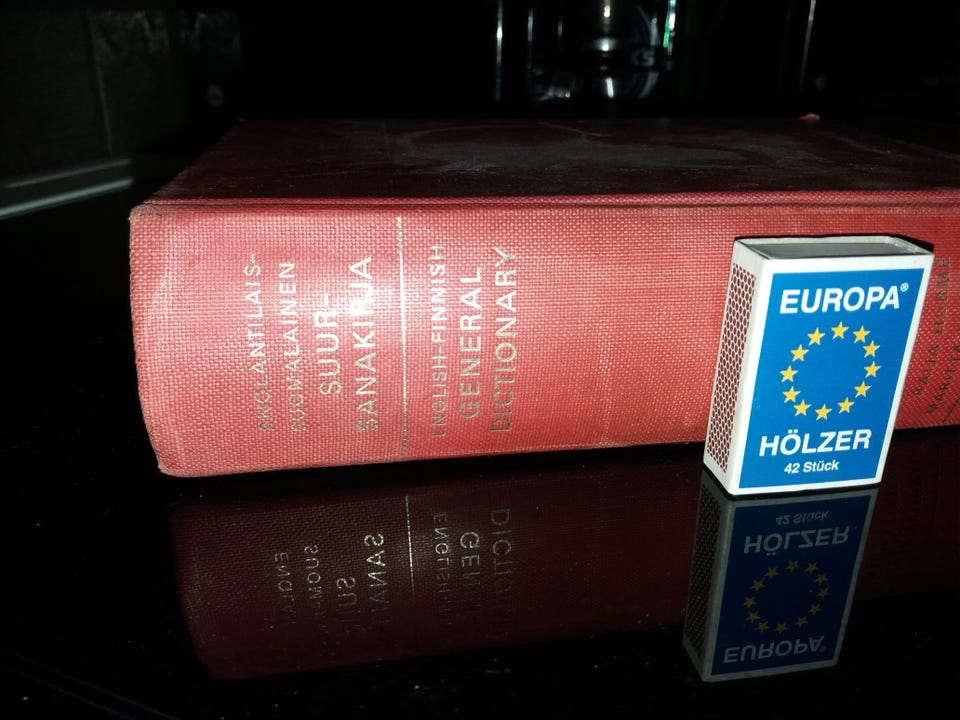 ENGLANTILAIS-
SUOMALAINEN
SUUR-
SANAKIRJA
ENGLISH-FINNISH
GENERAL
DICTIONARY
EUROPA®
HÖLZER
42 Stück